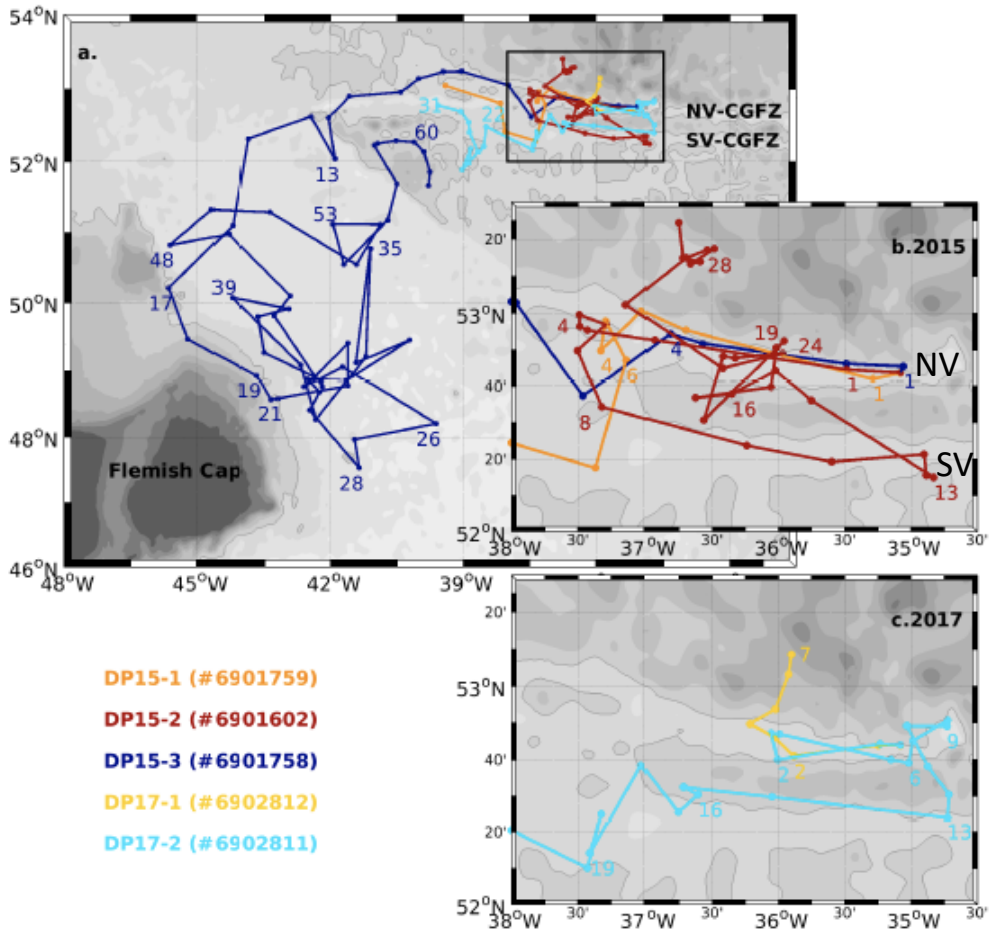 54°N
a.
52°N
50°N
48°N
46°N
48°W
45°W
42°W
39°W
31
22
60
13
53
35
48
17
39
19
21
26
28
Flemish Cap
NV-CGFZ
SV-CGFZ
b.2015
20'
28
53°N
4
19
24
4
4
6
1
1
1
NV
40'
8
16
20'
SV
13
52°N
38°W
30'
37°W
30'
36°W
30'
35°W
30'
c.2017
20'
7
53°N
9
40'
2
2
6
16
13
20'
19
52°N
38°W
30'
37°W
30'
36°W
30'
35°W
30'
DP15-1 (#6901759)
DP15-2 (#6901602)
DP15-3 (#6901758)
DP17-1 (#6902812)
DP17-2 (#6902811)